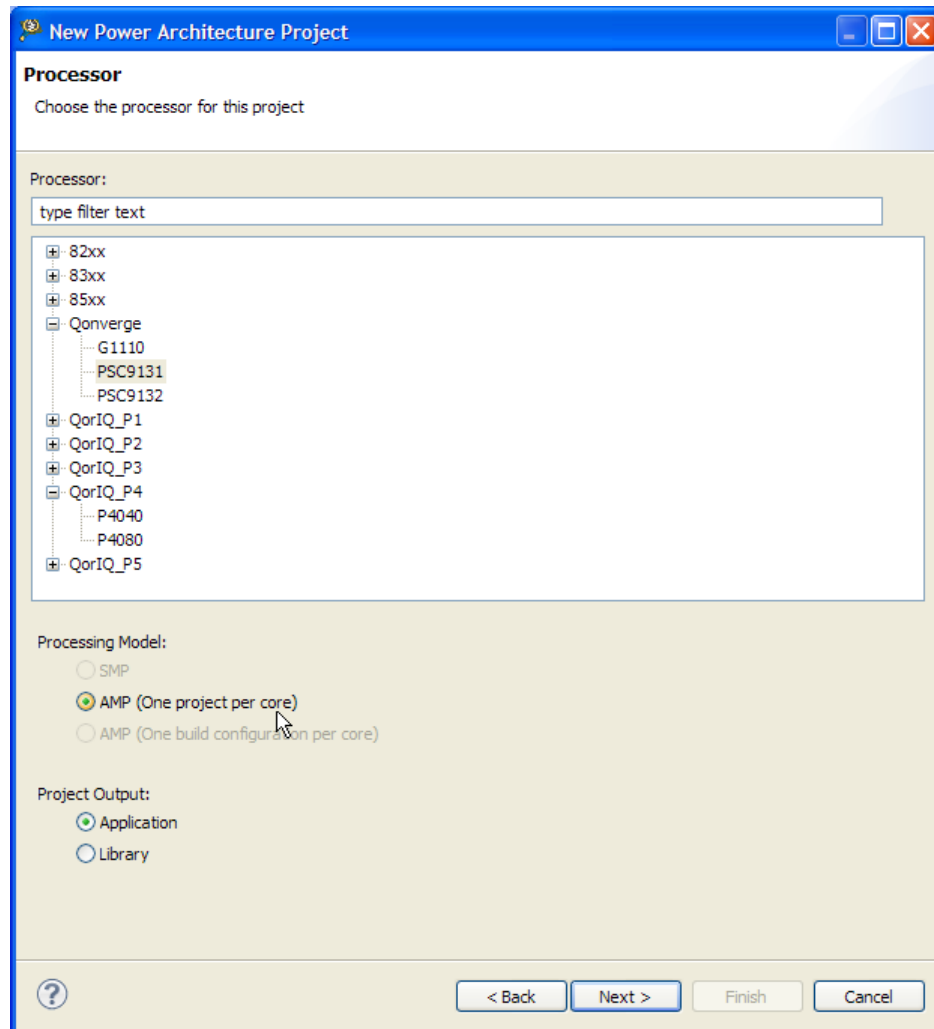 New Power Architecture Project
Processor
Choose the processor for this project
Processor:
type filter text
82xx
83xx
85xx
Qonverge
G1110
PSC9131
PSC9132
QorIQ_P1
QorIQ_P2
QorIQ_P3
QorIQ_P4
P4040
P4080
QorIQ_P5
Processing Model:
SMP
AMP (One project per core)
AMP (One build configuration per core)
Project Output:
Application
Library
?
< Back Next > Finish Cancel